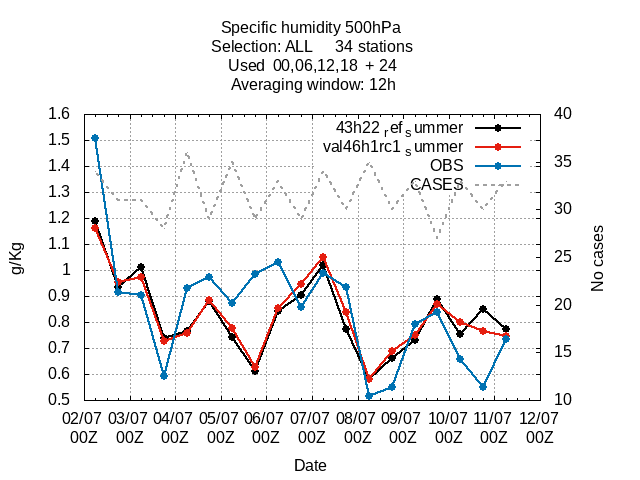 Specific humidity 500hPa
Selection: ALL 34 stations
Used 00,06,12,18 + 24
Averaging window: 12h
43h22 refs ummer
val46h1rc1 s ummer
OBS
CASES
1.6
1.5
1.4
1.3
1.2
1.1
1
0.9
0.8
0.7
0.6
0.5
g/Kg
40
35
30
25
20
15
10
No cases
02/07 03/07 04/07 05/07 06/07 07/07 08/07 09/07 10/07 11/07 12/07
00Z 00Z 00Z 00Z 00Z 00Z 00Z 00Z 00Z 00Z 00Z
Date